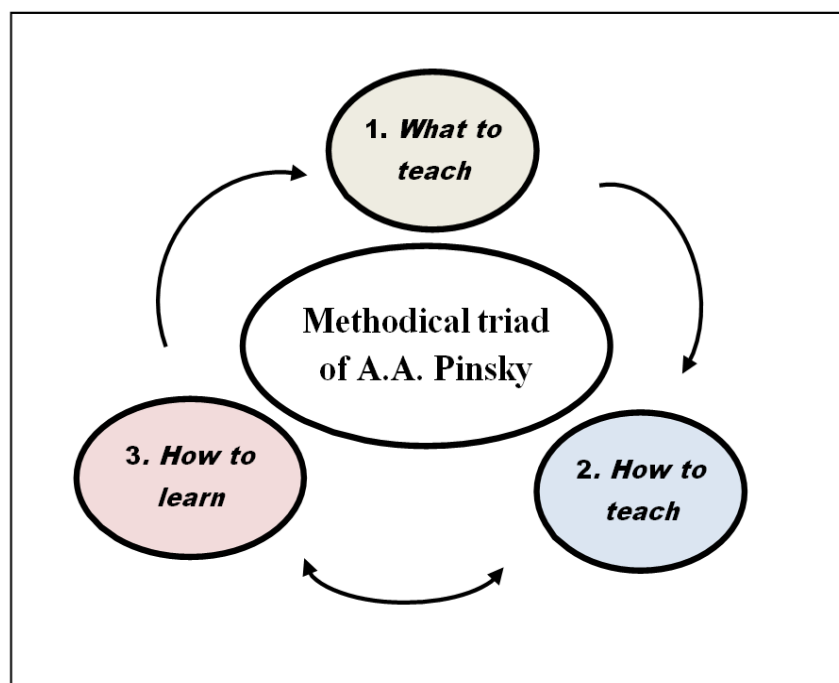 1. What to
teach
Methodical triad
of A.A. Pinsky
3. How to
learn
2. How to
teach